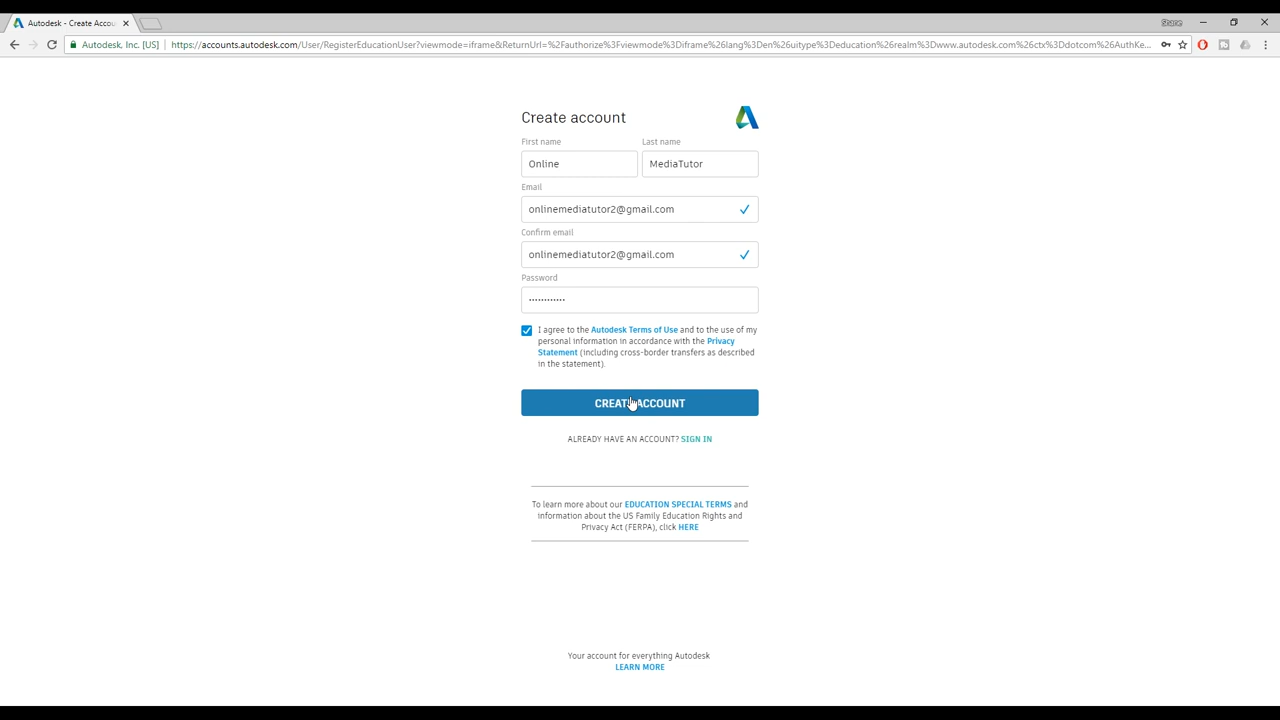 Autodesk - Create Accou
Autodesk, Inc. [US]
https://accounts.autodesk.com/User/RegisterEducationUser?viewmode=iframe&ReturnUrl=%2Fauthorize%3Fviewmode%3Diframe%26lang%3Den%26uitype%3Deducation%26realm%3Dwww.autodesk.com%26ctx%3Ddotcom%26AuthKe...
Create account
First name Last name
Online MediaTutor
Email
onlinemediatutor2@gmail.com
Confirm email
onlinemediatutor2@gmail.com
Password
............
I agree to the Autodesk Terms of Use and to the use of my
personal information in accordance with the Privacy
Statement (including cross-border transfers as described
in the statement).
CREATE ACCOUNT
ALREADY HAVE AN ACCOUNT? SIGN IN
To learn more about our EDUCATION SPECIAL TERMS and
information about the US Family Education Rights and
Privacy Act (FERPA), click HERE
Your account for everything Autodesk
LEARN MORE